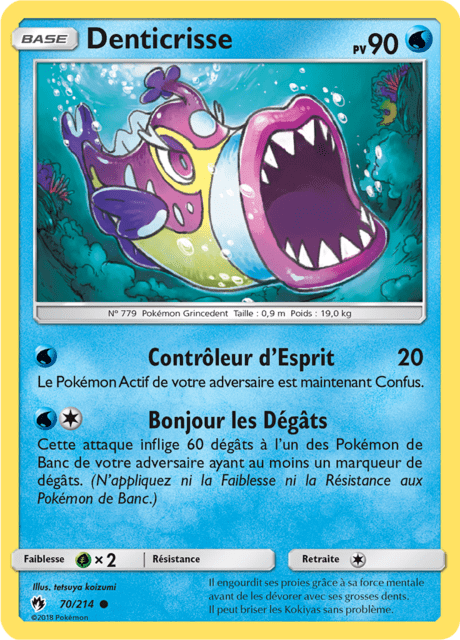 BASE Denticrisse PV 90
N° 779 Pokémon Grincedent Taille : 0,9 m Poids : 19,0 kg
Contrôleur d'Esprit 20
Le Pokémon Actif de votre adversaire est maintenant Confus.
Bonjour les Dégâts
Cette attaque inflige 60 dégâts à l'un des Pokémon de
Banc de votre adversaire ayant au moins un marqueur de
dégâts. (N'appliquez ni la Faiblesse ni la Résistance aux
Pokémon de Banc.)
Faiblesse ×2 Résistance Retraite
Illus. tetsuya koizumi
70/214
©2018 Pokémon
Il engourdit ses proies grâce à sa force mentale
avant de les dévorer avec ses grosses dents.
Il peut briser les Kokiyas sans problème.